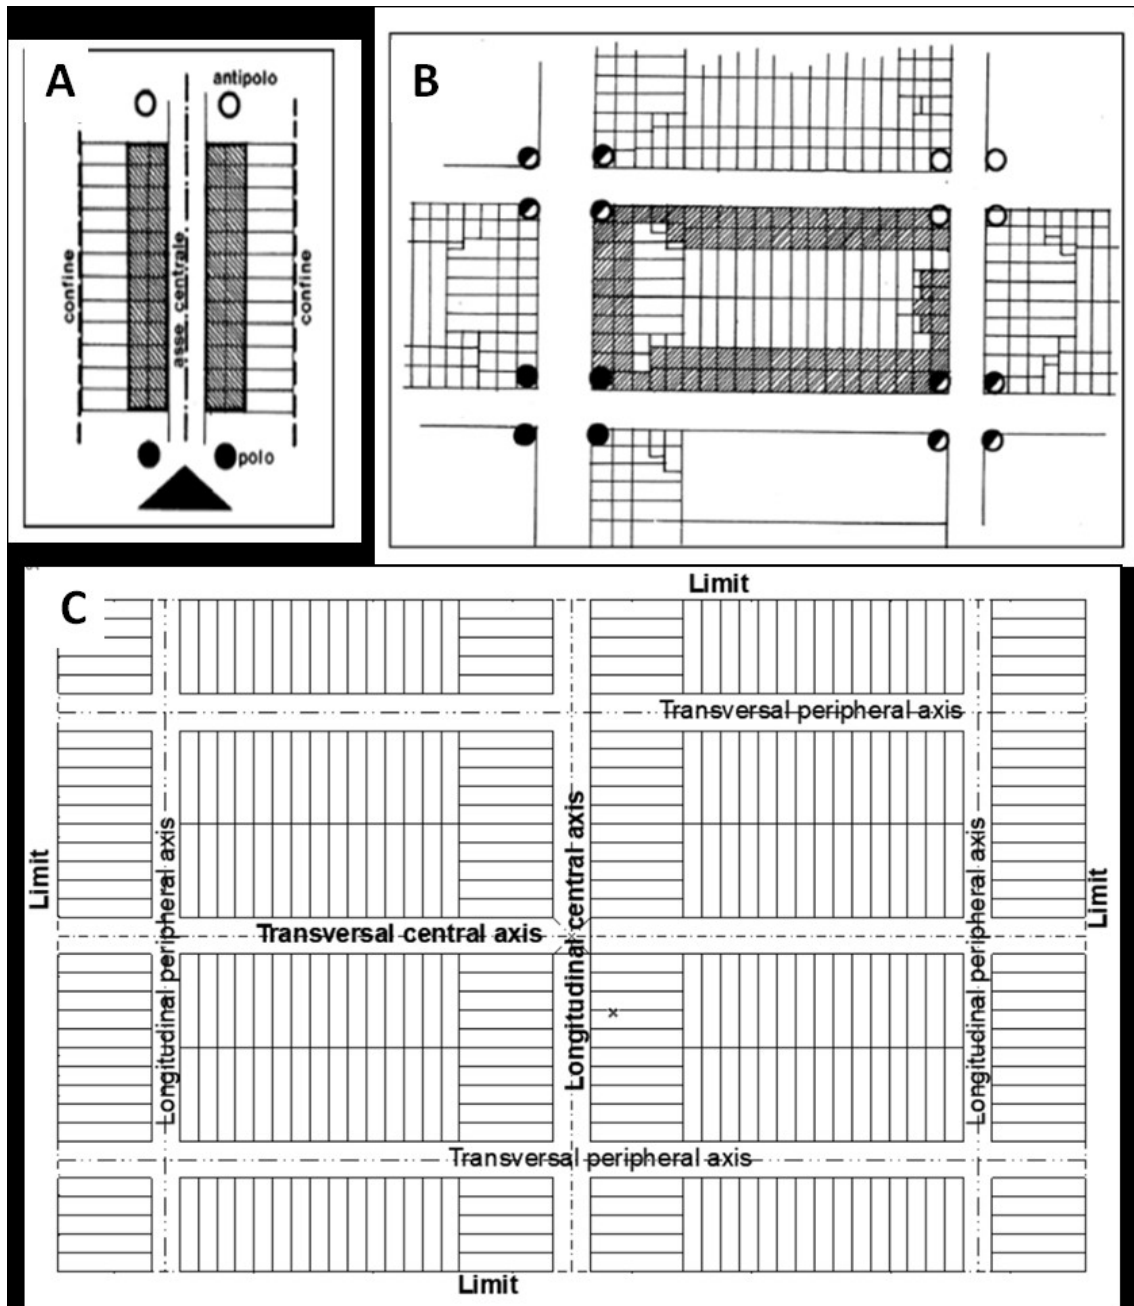 A
antipolo
confine
asse centrale
confine
polo
B
C
Limit
Transversal peripheral axis
Limit
Longitudinal peripheral axis
Longitudinal central axis
Longitudinal peripheral axis
Limit
Transversal central axis
Transversal peripheral axis
Limit